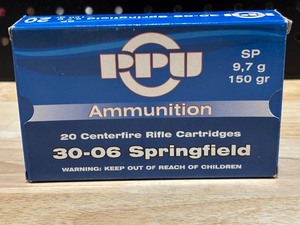 20
PPU
SP
9,7 g
150 gr
Ammunition
20 Centerfire Rifle Cartridges
30-06 Springfield
WARNING: KEEP OUT OF REACH OF CHILDREN